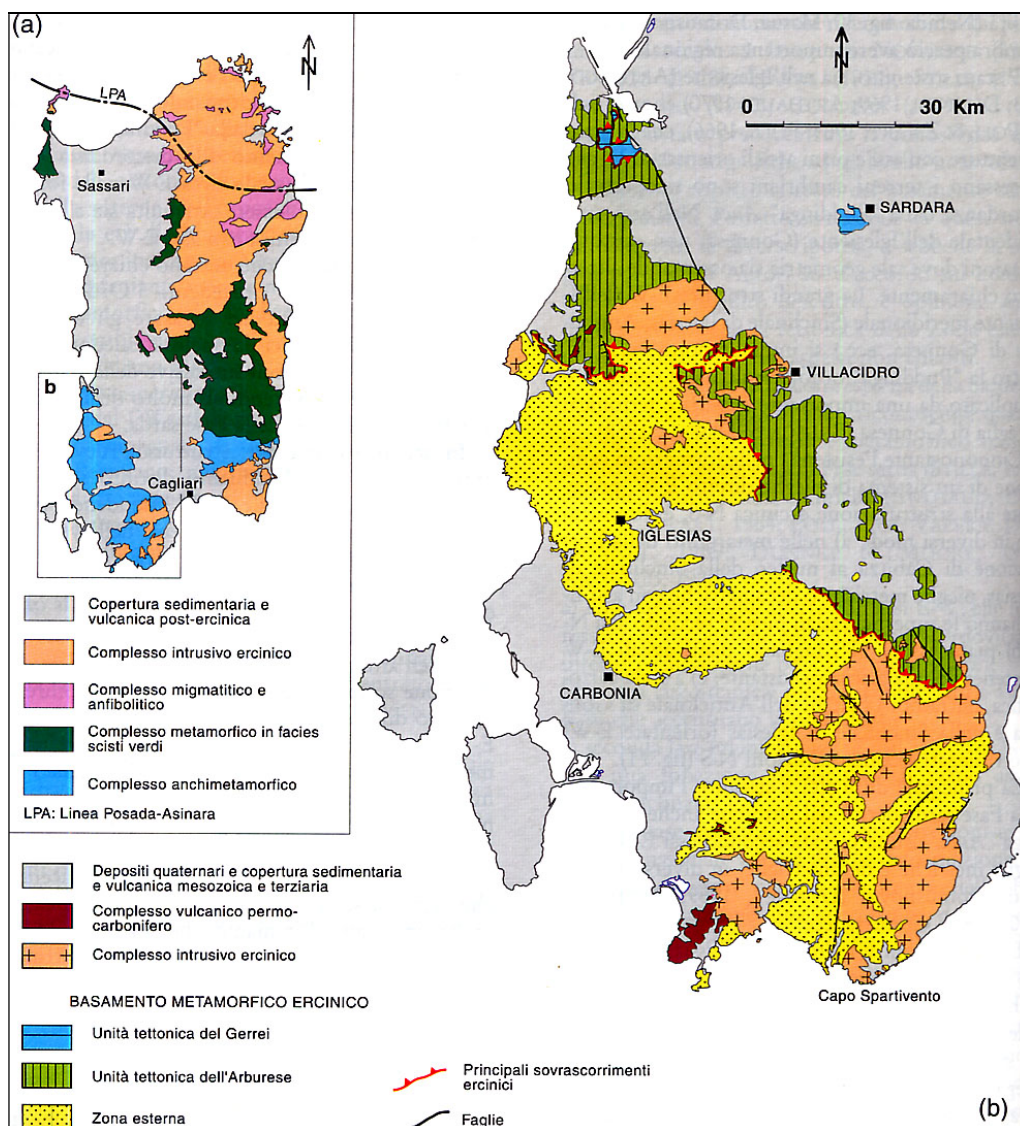 (a)
N
LPA
Sassari
b
Cagliari
Copertura sedimentaria e
vulcanica post-ercinica
Complesso intrusivo ercinico
Complesso migmatitico e
anfibolitico
Complesso metamorfico in facies
scisti verdi
Complesso anchimetamorfico
LPA: Linea Posada-Asinara
Depositi quaternari e copertura sedimentaria
e vulcanica mesozoica e terziaria
Complesso vulcanico permo-
carbonifero
Complesso intrusivo ercinico
BASAMENTO METAMORFICO ERCINICO
Unità tettonica del Gerrei
Unità tettonica dell'Arburese
Zona esterna
Principali sovrascorrimenti
ercinici
Faglie
N
0 30 Km
SARDARA
VILLACIDRO
IGLESIAS
CARBONIA
Capo Spartivento
(b)